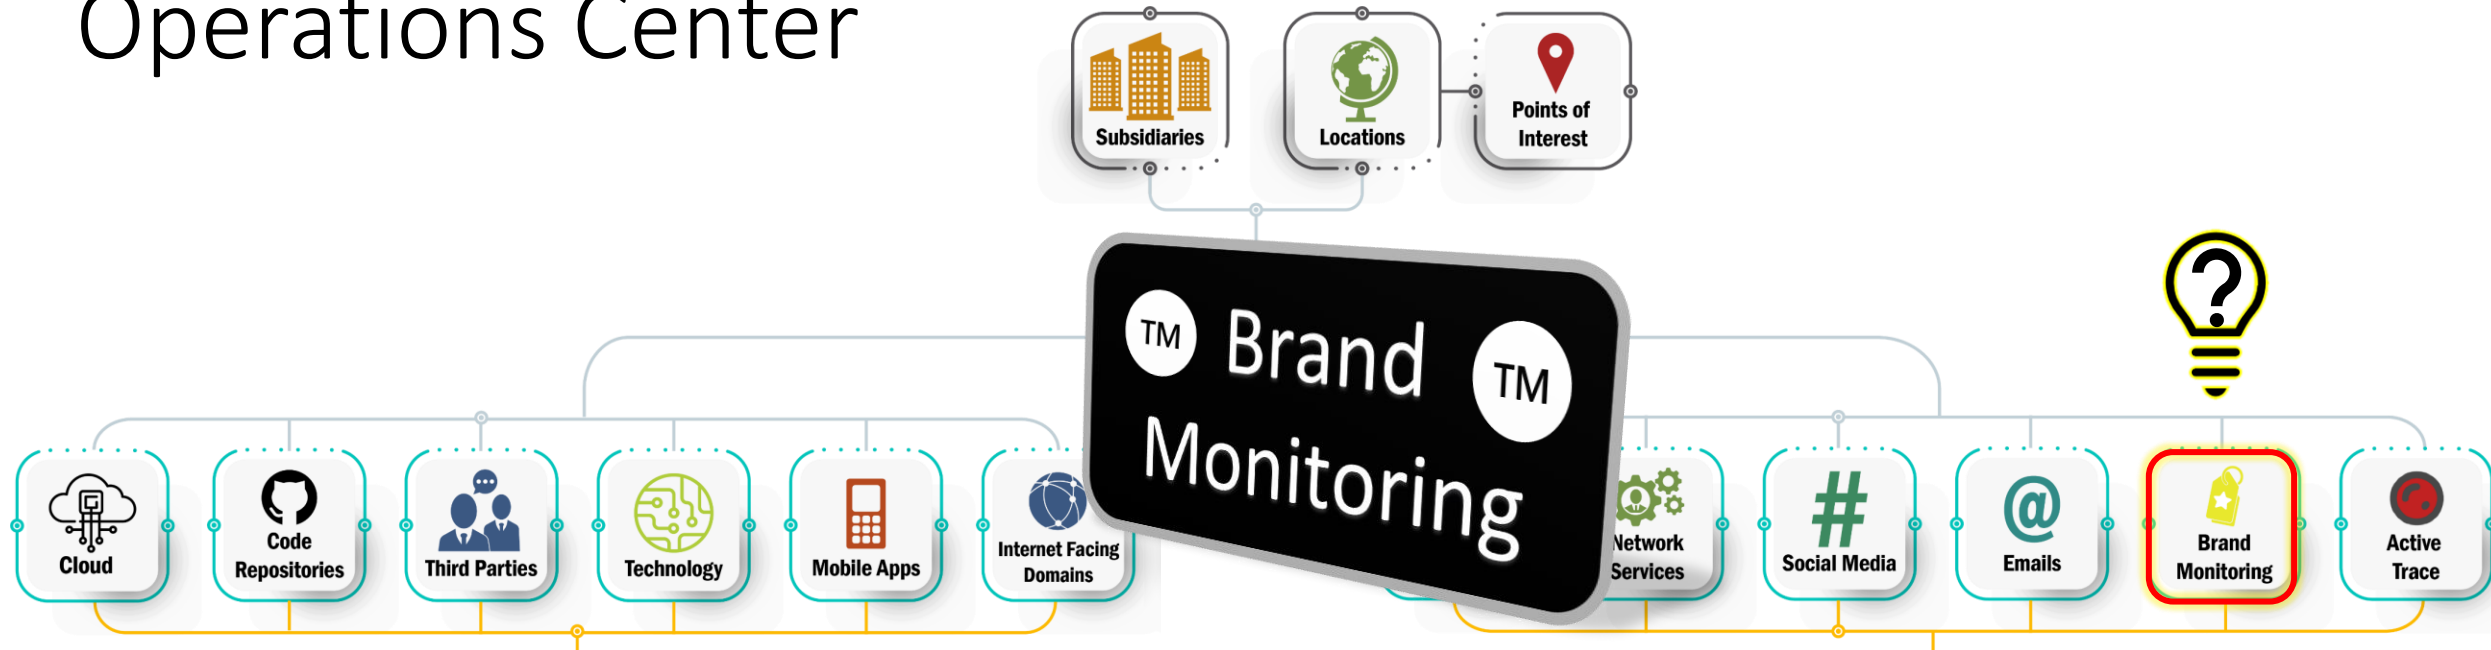 Operations Center
Subsidiaries
Locations
Points of
Interest
?
TM Brand TM
Monitoring
Cloud
Code
Repositories
Third Parties
Technology
Mobile Apps
Internet Facing
Domains
Network
Services
#
Social Media
@
Emails
Brand
Monitoring
Active
Trace